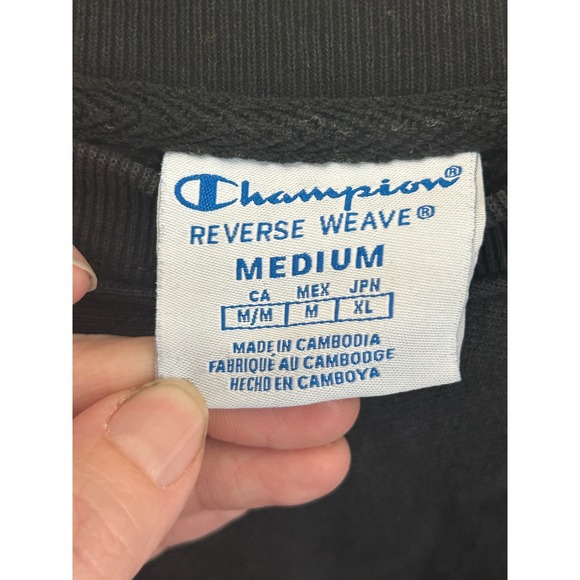 Champion®
REVERSE WEAVE®
MEDIUM
CA MEX JPN
M/M M XL
MADE IN CAMBODIA
FABRIQUÉ AU CAMBODGE
HECHO EN CAMBOYA